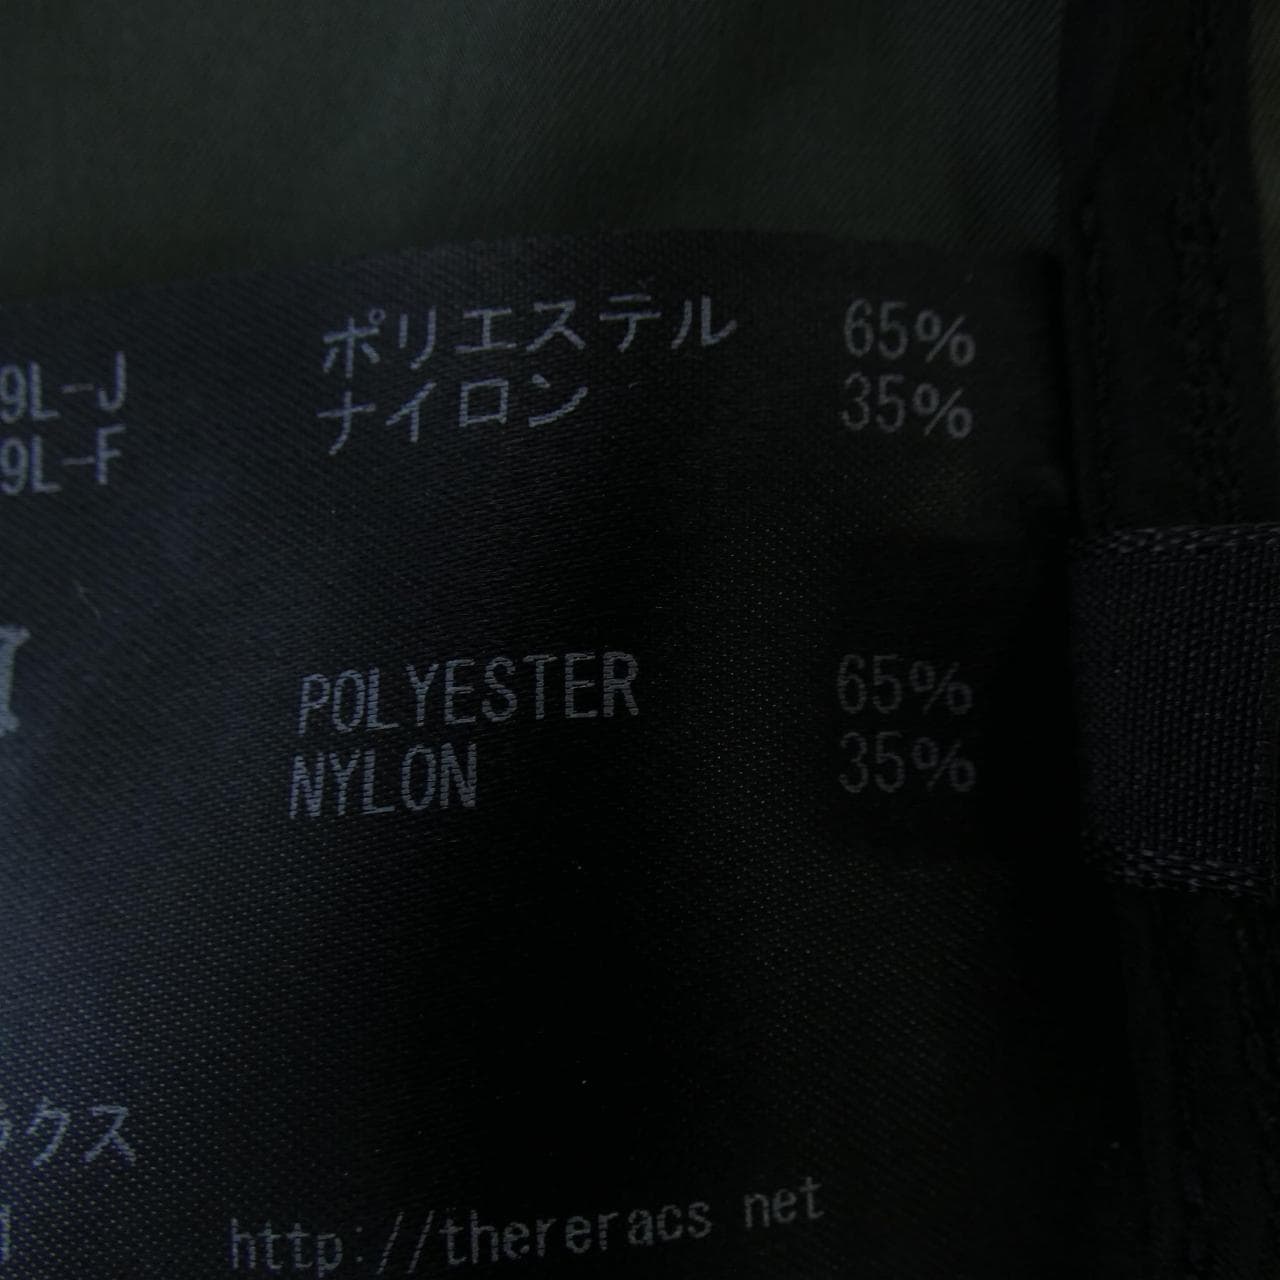 9L-J ポリエステル 65%
9L-F ナイロン 35%
POLYESTER 65%
NYLON 35%
ラクス
http://thereracs net